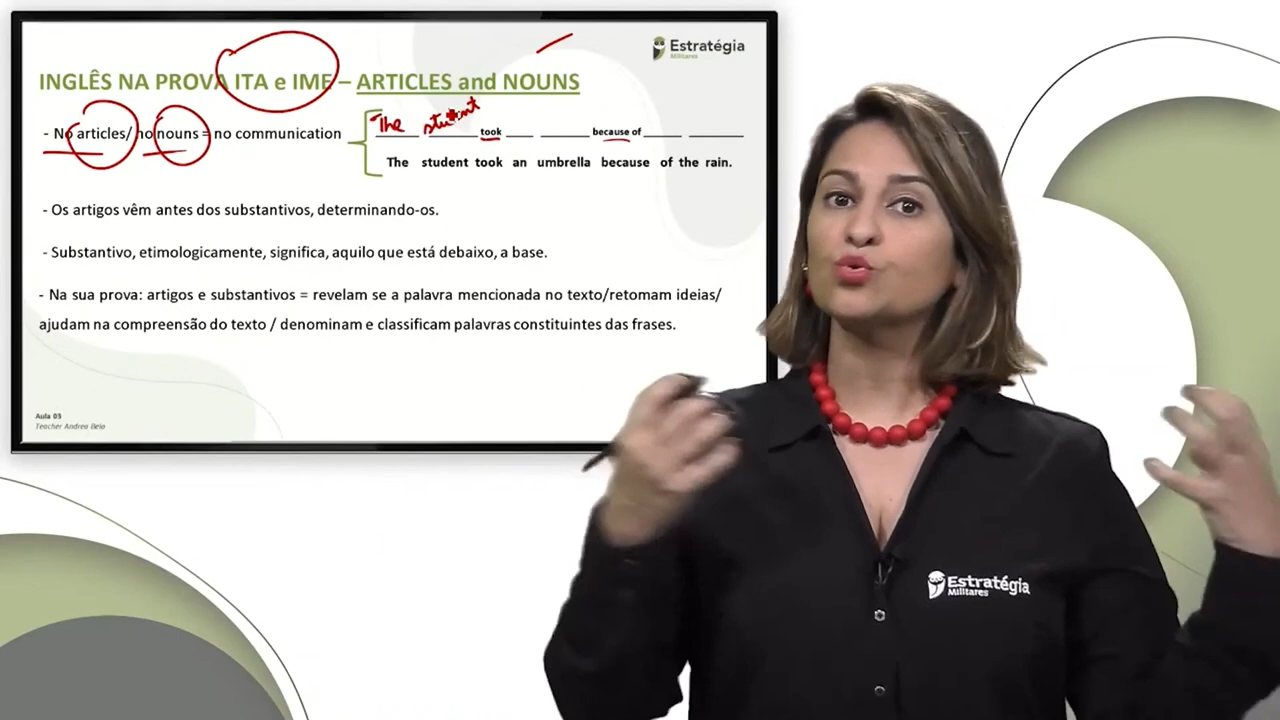 Estratégia
Militares
INGLÊS NA PROVA ITA e IME – ARTICLES and NOUNS
- No articles/ no nouns = no communication
The student took ____ ____ because of ____ ____
The student took an umbrella because of the rain.
- Os artigos vêm antes dos substantivos, determinando-os.
- Substantivo, etimologicamente, significa, aquilo que está debaixo, a base.
- Na sua prova: artigos e substantivos = revelam se a palavra mencionada no texto/retomam ideias/
ajudam na compreensão do texto / denominam e classificam palavras constituintes das frases.
Aula 03
Teacher Andrea Belo
Estratégia
Militares